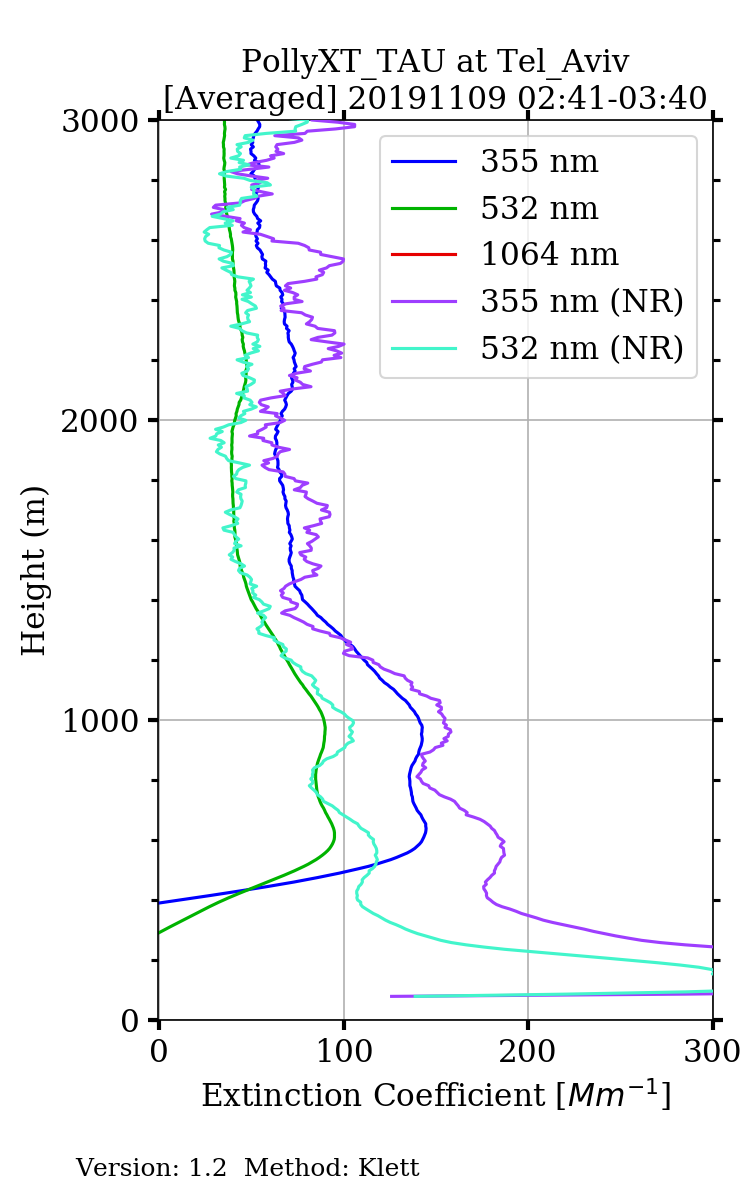 PollyXT_TAU at Tel_Aviv
[Averaged] 20191109 02:41-03:40
3000
2000
1000
0
Height (m)
355 nm
532 nm
1064 nm
355 nm (NR)
532 nm (NR)
0 100 200 300
Extinction Coefficient [$Mm^{-1}$]
Version: 1.2  Method: Klett